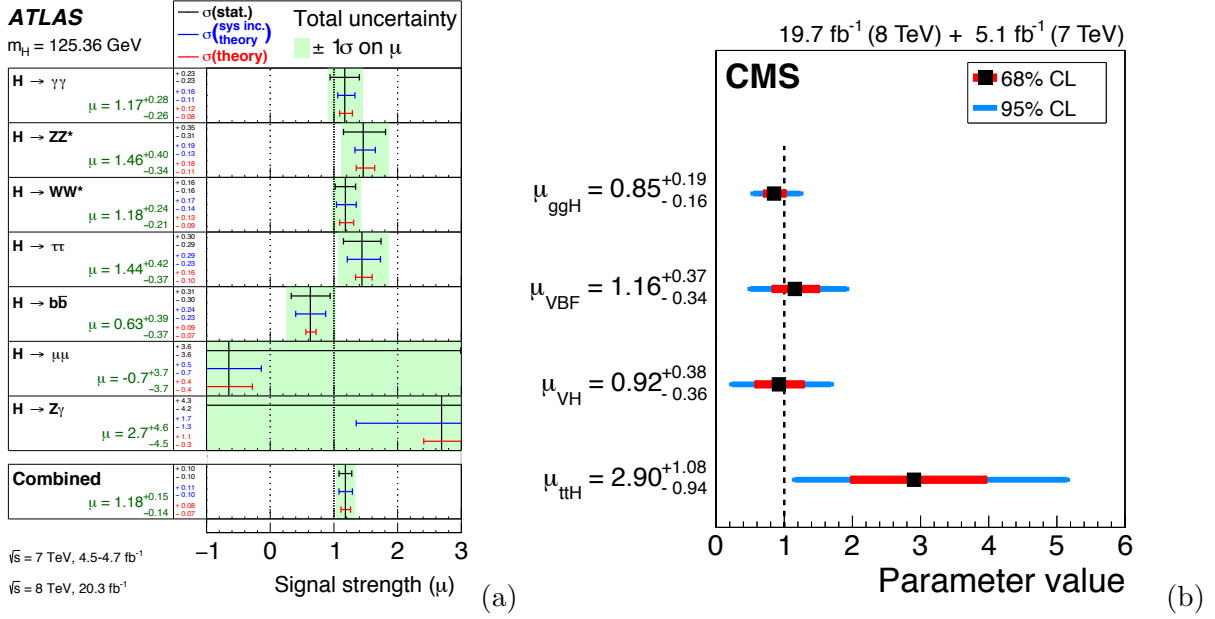 ATLAS
m_H = 125.36 GeV
σ(stat.)
σ(sys inc. theory)
σ(theory)
Total uncertainty
± 1σ on μ
H → γγ
μ = 1.17 +0.28 −0.26
+ 0.23
- 0.23
+ 0.16
- 0.11
+ 0.12
- 0.08
H → ZZ*
μ = 1.46 +0.40 −0.34
+ 0.35
- 0.31
+ 0.19
- 0.13
+ 0.18
- 0.11
H → WW*
μ = 1.18 +0.24 −0.21
+ 0.16
- 0.16
+ 0.17
- 0.14
+ 0.13
- 0.09
H → ττ
μ = 1.44 +0.42 −0.37
+ 0.30
- 0.29
+ 0.29
- 0.23
+ 0.16
- 0.10
H → bb̅
μ = 0.63 +0.39 −0.37
+ 0.31
- 0.30
+ 0.24
- 0.23
+ 0.09
- 0.07
H → μμ
μ = -0.7 +3.7 −3.7
+ 3.6
- 3.6
+ 0.5
- 0.7
+ 0.4
- 0.4
H → Zγ
μ = 2.7 +4.6 −4.5
+ 4.3
- 4.2
+ 1.7
- 1.3
+ 1.1
- 0.3
Combined
μ = 1.18 +0.15 −0.14
+ 0.10
- 0.10
+ 0.11
- 0.10
+ 0.08
- 0.07
−1 0 1 2 3
Signal strength (μ)
√s = 7 TeV, 4.5-4.7 fb⁻¹
√s = 8 TeV, 20.3 fb⁻¹
(a)
19.7 fb⁻¹ (8 TeV) + 5.1 fb⁻¹ (7 TeV)
CMS
68% CL
95% CL
μ_ggH = 0.85 +0.19 - 0.16
μ_VBF = 1.16 +0.37 - 0.34
μ_VH = 0.92 +0.38 - 0.36
μ_ttH = 2.90 +1.08 - 0.94
0 1 2 3 4 5 6
Parameter value
(b)